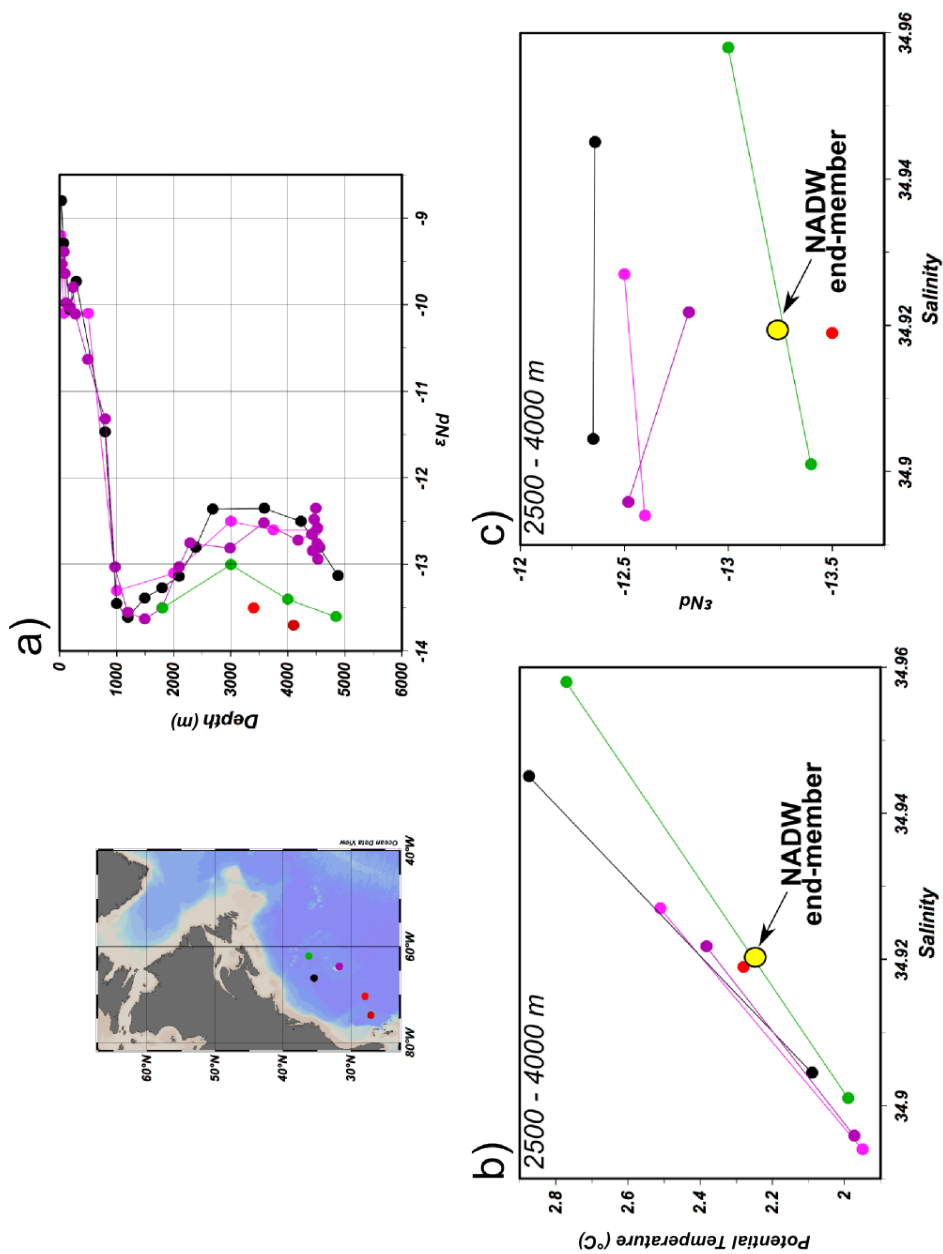 60°N
50°N
40°N
30°N
80°W
60°W
40°W
Ocean Data View
a)
Depth (m)
0
1000
2000
3000
4000
5000
6000
-14
-13
-12
-11
-10
-9
εNd
b)
2500 - 4000 m
Potential Temperature (°C)
2.8
2.6
2.4
2.2
2
NADW
end-member
34.9
34.92
34.94
34.96
Salinity
c)
2500 - 4000 m
εNd
-12
-12.5
-13
-13.5
NADW
end-member
34.9
34.92
34.94
34.96
Salinity